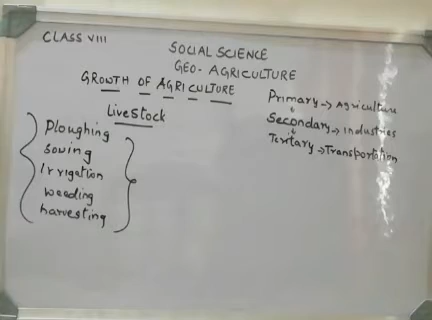 CLASS VIII
SOCIAL SCIENCE
GEO- AGRICULTURE
GROWTH OF AGRICULTURE
Livestock
Ploughing
sowing
Irrigation
weeding
harvesting
Primary → Agriculture
Secondary → industries
Tertiary → Transportation